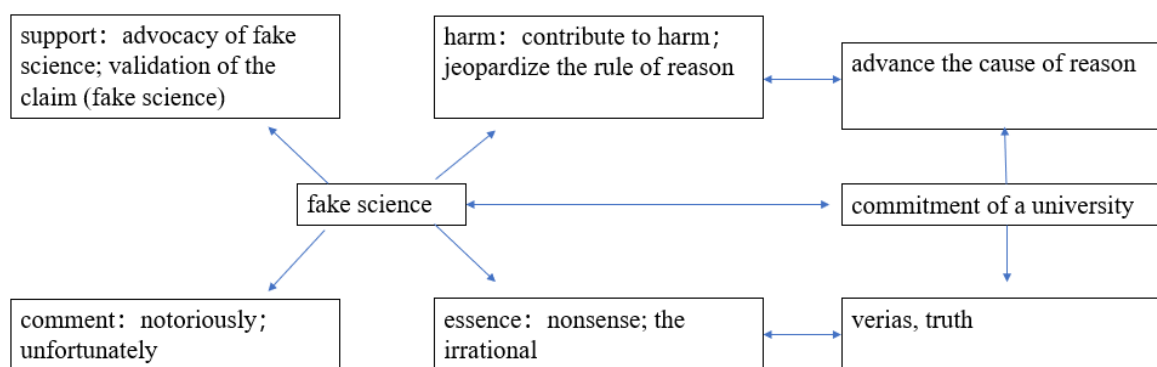 support: advocacy of fake
science; validation of the
claim (fake science)
harm: contribute to harm;
jeopardize the rule of reason
advance the cause of reason
fake science
commitment of a university
comment: notoriously;
unfortunately
essence: nonsense; the
irrational
verias, truth